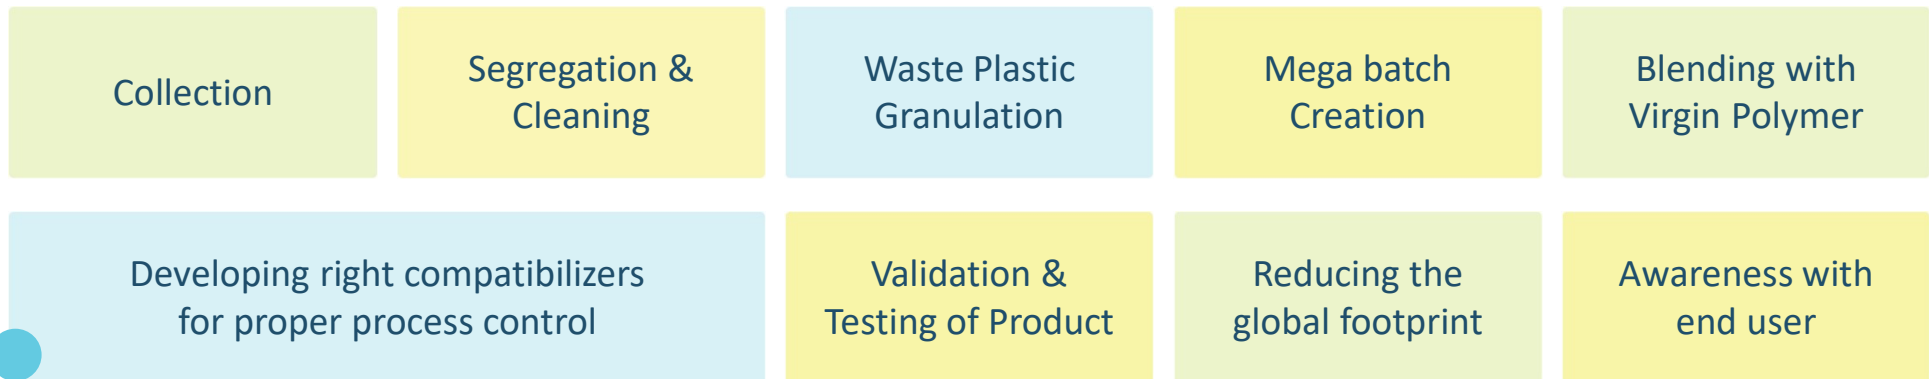 Collection
Segregation &
Cleaning
Waste Plastic
Granulation
Mega batch
Creation
Blending with
Virgin Polymer
Developing right compatibilizers
for proper process control
Validation &
Testing of Product
Reducing the
global footprint
Awareness with
end user